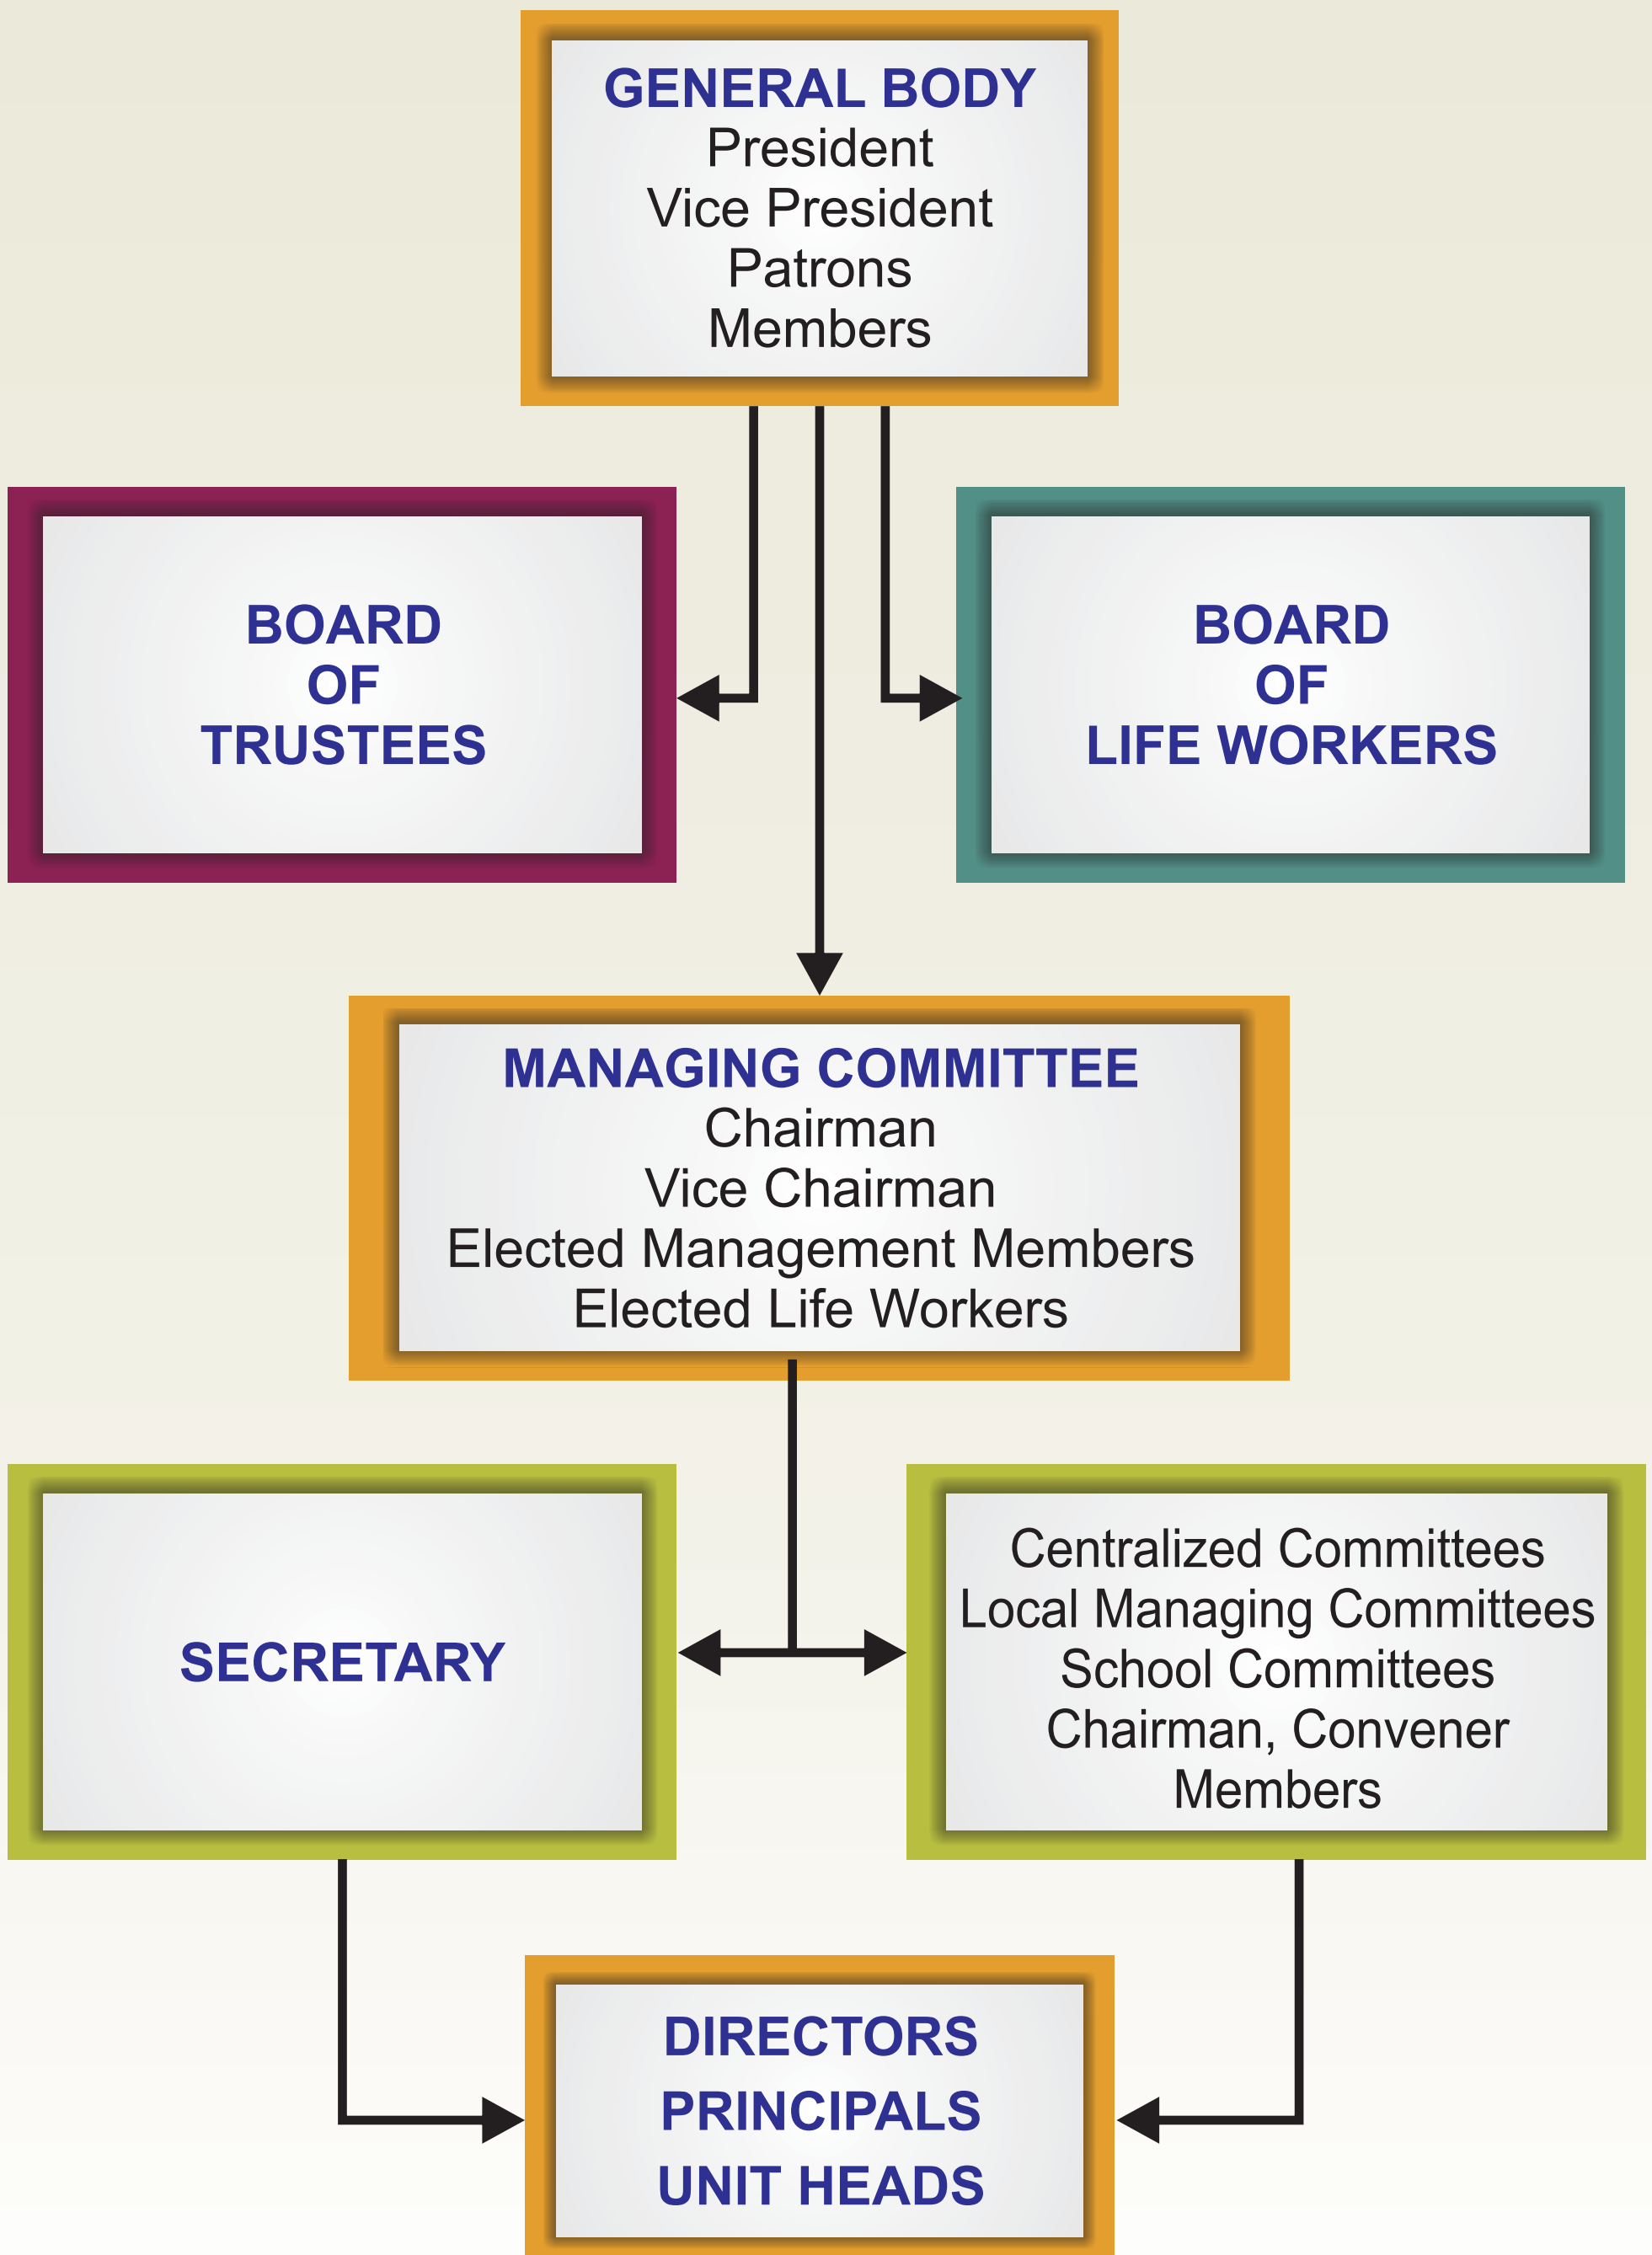 GENERAL BODY
President
Vice President
Patrons
Members
BOARD
OF
TRUSTEES
BOARD
OF
LIFE WORKERS
MANAGING COMMITTEE
Chairman
Vice Chairman
Elected Management Members
Elected Life Workers
SECRETARY
Centralized Committees
Local Managing Committees
School Committees
Chairman, Convener
Members
DIRECTORS
PRINCIPALS
UNIT HEADS